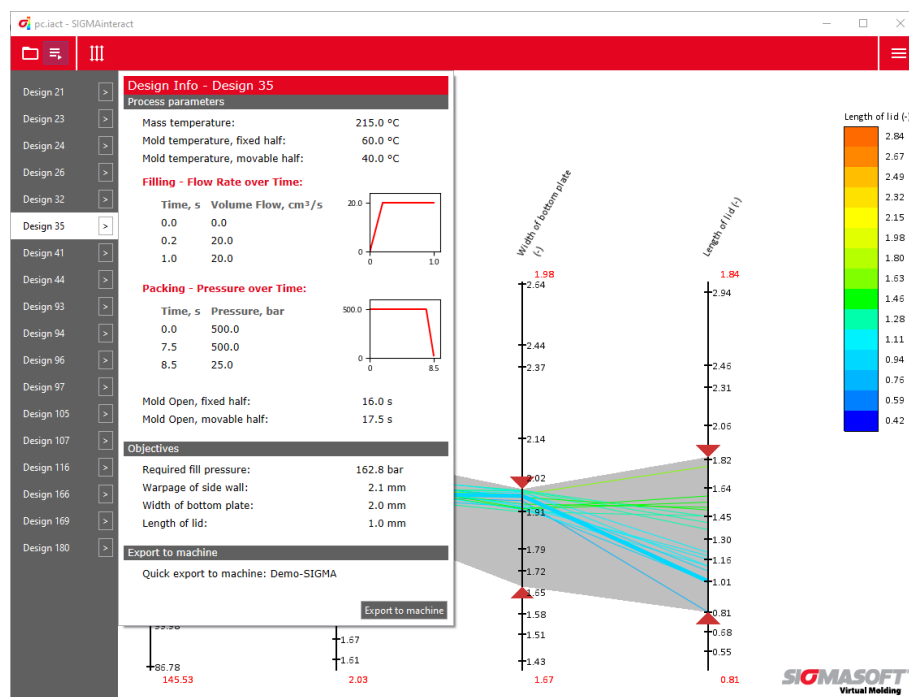 pc.iact - SIGMAinteract
Design 21 >
Design 23 >
Design 24 >
Design 26 >
Design 32 >
Design 35 >
Design 41 >
Design 44 >
Design 93 >
Design 94 >
Design 96 >
Design 97 >
Design 105 >
Design 107 >
Design 116 >
Design 166 >
Design 169 >
Design 180 >
Design Info - Design 35
Process parameters
Mass temperature: 215.0 °C
Mold temperature, fixed half: 60.0 °C
Mold temperature, movable half: 40.0 °C
Filling - Flow Rate over Time:
Time, s Volume Flow, cm³/s
0.0 0.0
0.2 20.0
1.0 20.0
20.0
0
0 1.0
Packing - Pressure over Time:
Time, s Pressure, bar
0.0 500.0
7.5 500.0
8.5 25.0
500.0
0
0 8.5
Mold Open, fixed half: 16.0 s
Mold Open, movable half: 17.5 s
Objectives
Required fill pressure: 162.8 bar
Warpage of side wall: 2.1 mm
Width of bottom plate: 2.0 mm
Length of lid: 1.0 mm
Export to machine
Quick export to machine: Demo-SIGMA
Export to machine
86.78
145.53
1.67
1.61
2.03
Width of bottom plate
(-)
1.98
2.64
2.44
2.37
2.14
2.02
1.91
1.79
1.72
1.65
1.58
1.51
1.43
1.67
Length of lid (-)
1.84
2.94
2.46
2.31
2.06
1.82
1.64
1.45
1.30
1.16
1.01
0.81
0.68
0.55
0.81
Length of lid (-)
2.84
2.67
2.49
2.32
2.15
1.98
1.80
1.63
1.46
1.28
1.11
0.94
0.76
0.59
0.42
SIGMASOFT
Virtual Molding